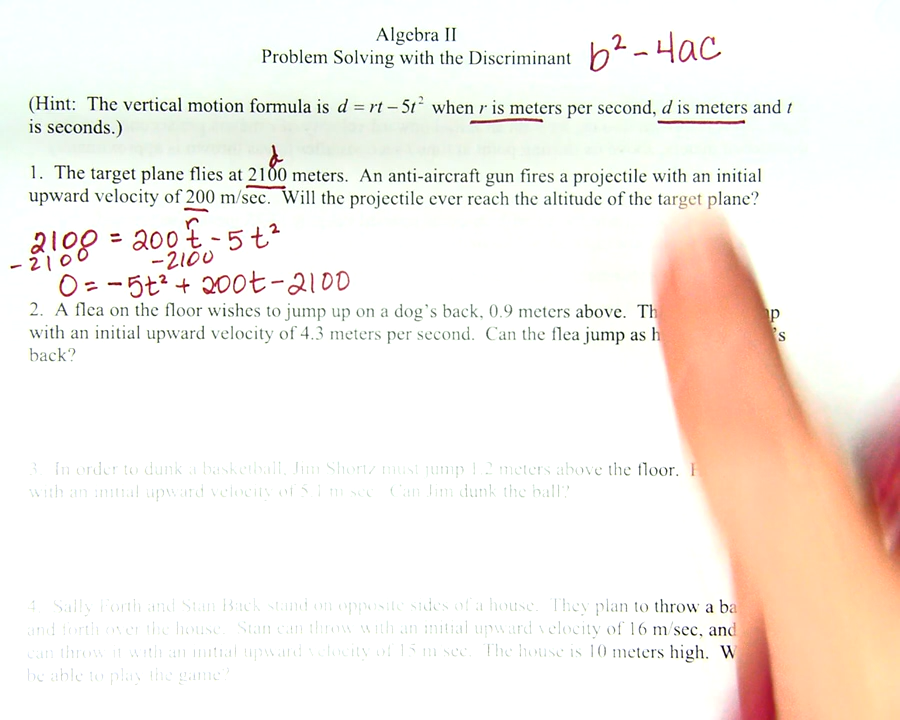 Algebra II
Problem Solving with the Discriminant b² - 4ac
(Hint: The vertical motion formula is d = rt – 5t² when r is meters per second, d is meters and t
is seconds.)
d
1. The target plane flies at 2100 meters. An anti-aircraft gun fires a projectile with an initial
upward velocity of 200 m/sec. Will the projectile ever reach the altitude of the target plane?
r
2100 = 200t - 5t²
-2100 -2100
0 = -5t² + 200t - 2100
2. A flea on the floor wishes to jump up on a dog's back, 0.9 meters above.
with an initial upward velocity of 4.3 meters per second. Can the flea jump as
back?
3. In order to dunk a basketball, Jim Shortz must jump 1.2 meters above the floor.
with an initial upward velocity of 5.1 m/sec. Can Jim dunk the ball?
4. Sally Forth and Stan Back stand on opposite sides of a house. They plan to throw a
and forth over the house. Stan can throw with an initial upward velocity of 16 m/sec, and
can throw it with an initial upward velocity of 15 m/sec. The house is 10 meters high.
be able to play the game?